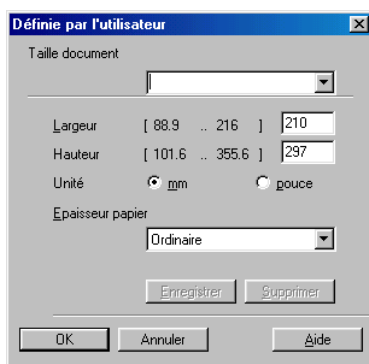 Définie par l'utilisateur
Taille document
Largeur [ 88.9 .. 216 ] 210
Hauteur [ 101.6 .. 355.6 ] 297
Unité mm pouce
Epaisseur papier
Ordinaire
Enregistrer Supprimer
OK Annuler Aide